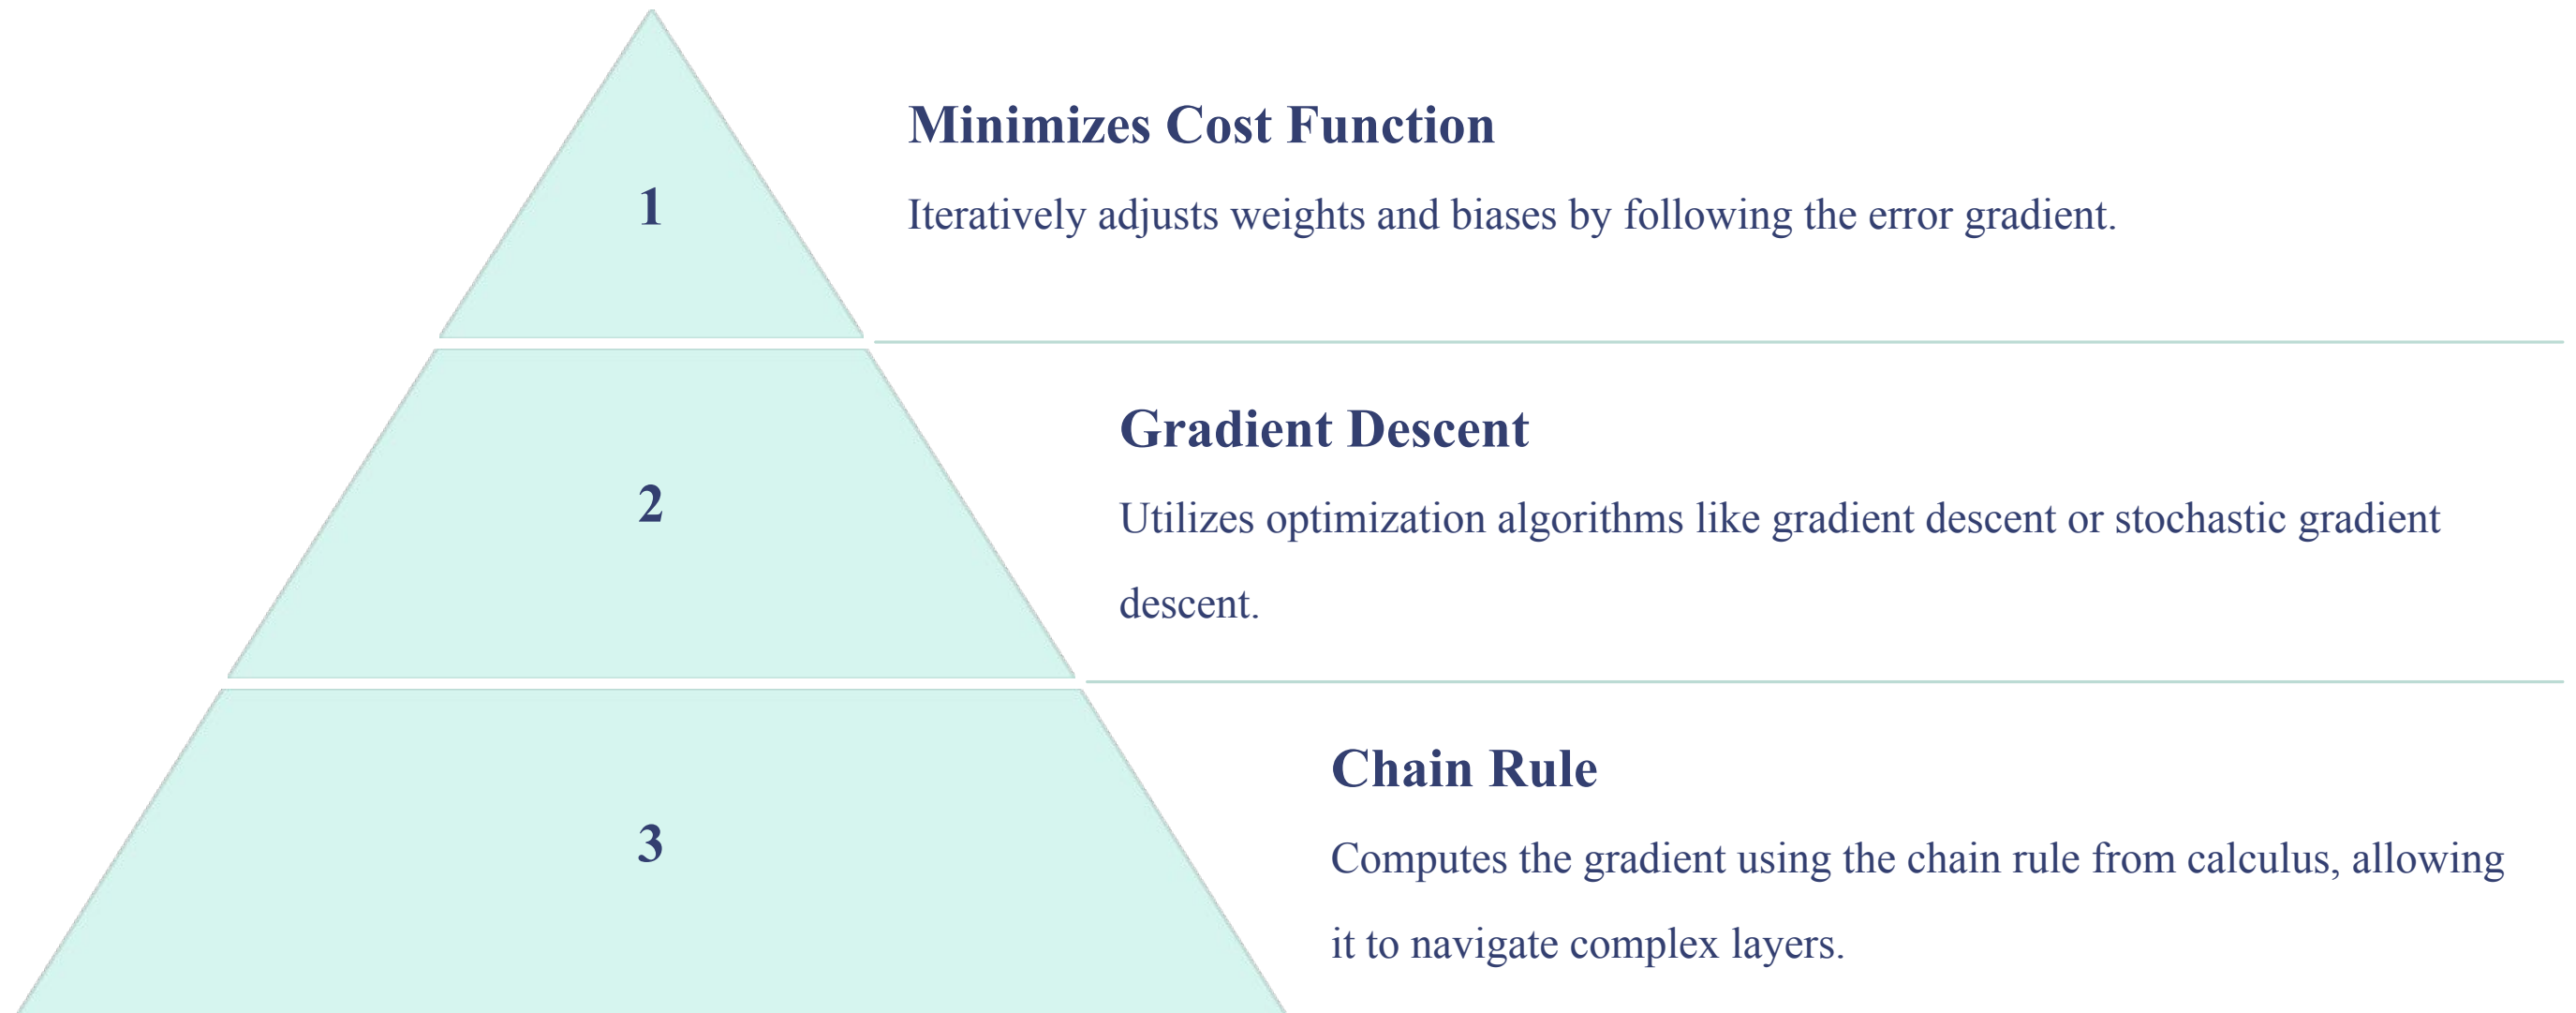 1
Minimizes Cost Function
Iteratively adjusts weights and biases by following the error gradient.
2
Gradient Descent
Utilizes optimization algorithms like gradient descent or stochastic gradient
descent.
3
Chain Rule
Computes the gradient using the chain rule from calculus, allowing
it to navigate complex layers.